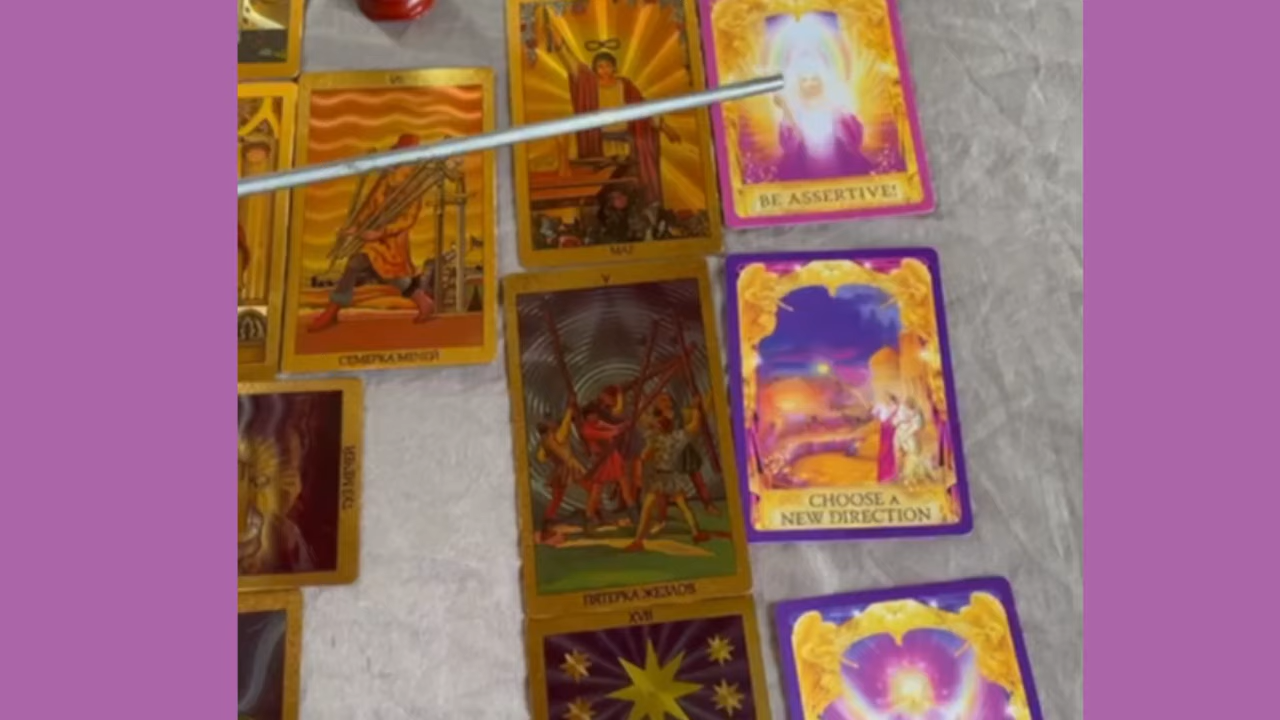 VII
СЕМЕРКА МЕЧЕЙ
МАГ
BE ASSERTIVE!
V
ПЯТЕРКА ЖЕЗЛОВ
CHOOSE A
NEW DIRECTION
XVII